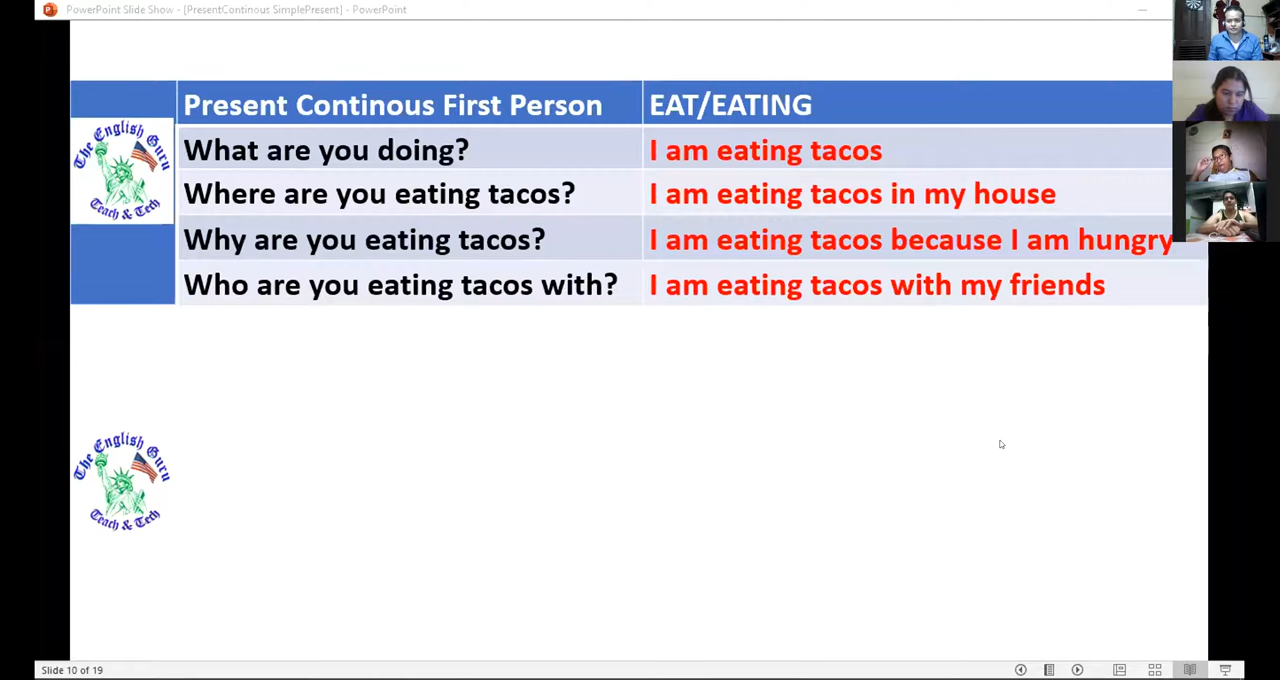 PowerPoint Slide Show - [PresentContinous SimplePresent] - PowerPoint
Present Continous First Person
EAT/EATING
The English Guru
Teach & Tech
What are you doing?
I am eating tacos
Where are you eating tacos?
I am eating tacos in my house
Why are you eating tacos?
I am eating tacos because I am hungry
Who are you eating tacos with?
I am eating tacos with my friends
The English Guru
Teach & Tech
Slide 10 of 19